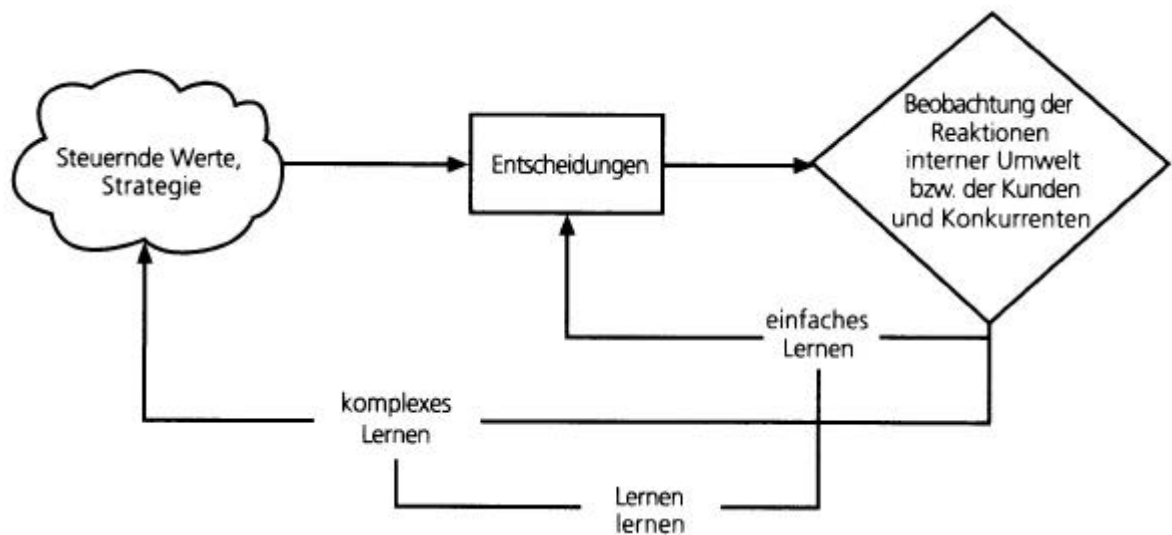 Steuernde Werte,
Strategie
Entscheidungen
Beobachtung der
Reaktionen
interner Umwelt
bzw. der Kunden
und Konkurrenten
einfaches
Lernen
komplexes
Lernen
Lernen
lernen